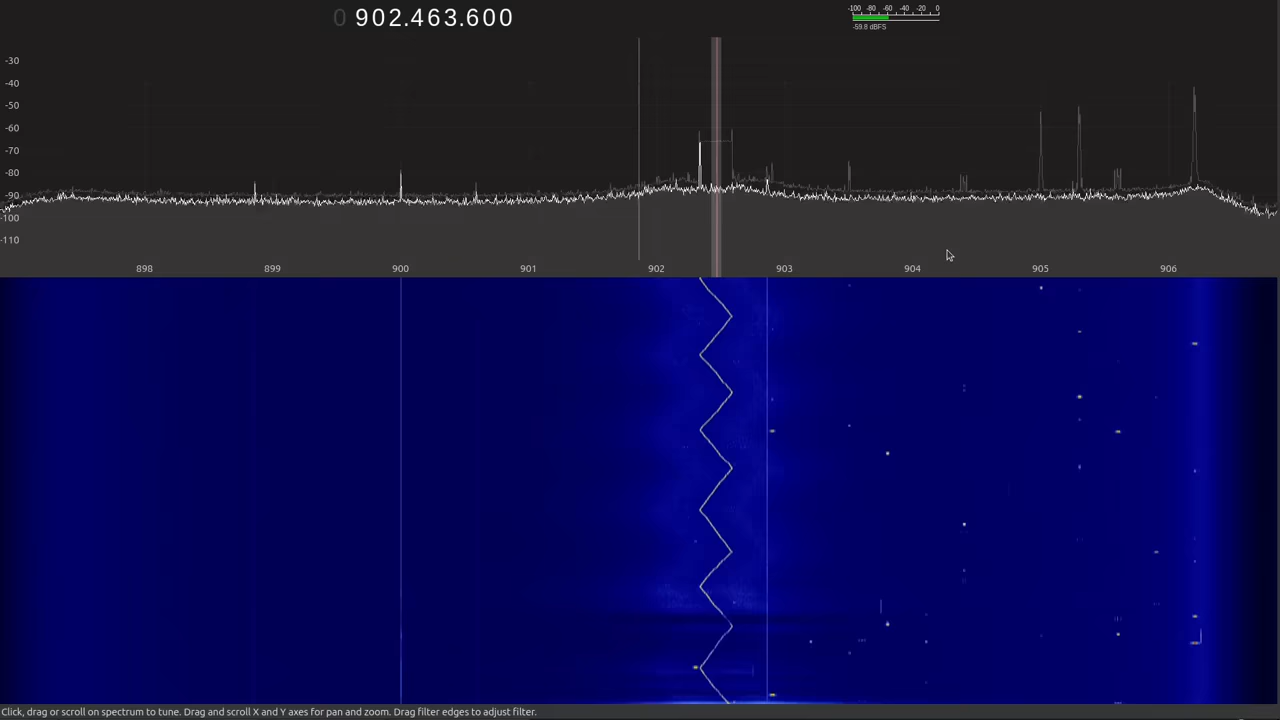 0 902.463.600
-100 -80 -60 -40 -20 0
-59.8 dBFS
-30
-40
-50
-60
-70
-80
-90
-100
-110
898 899 900 901 902 903 904 905 906
Click, drag or scroll on spectrum to tune. Drag and scroll X and Y axes for pan and zoom. Drag filter edges to adjust filter.